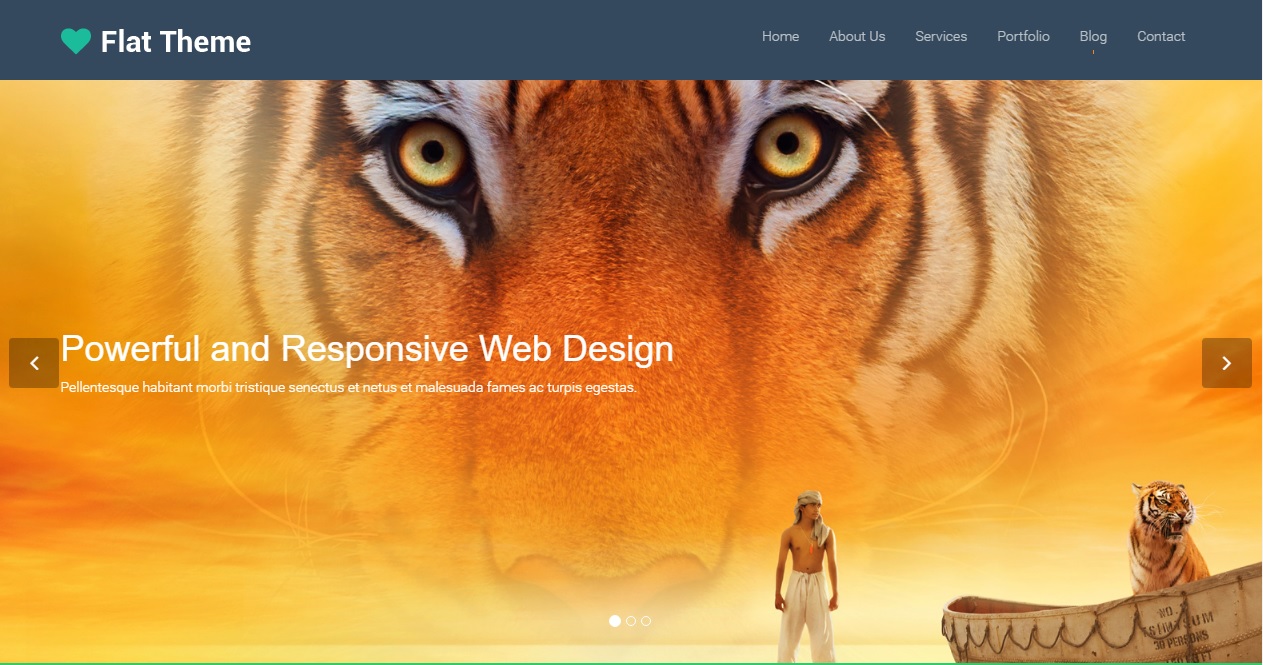 Flat Theme
Home About Us Services Portfolio Blog Contact
Powerful and Responsive Web Design
Pellentesque habitant morbi tristique senectus et netus et malesuada fames ac turpis egestas.
NO
30 PERSONS